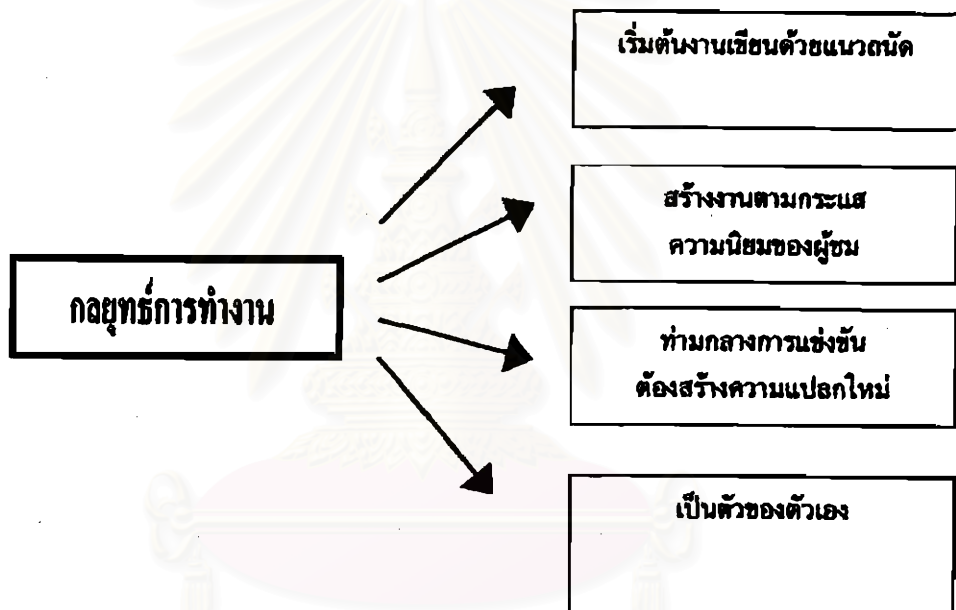 เริ่มต้นงานเขียนด้วยแนวถนัด
สร้างงานตามกระแส
ความนิยมของผู้ชม
กลยุทธ์การทำงาน
ท่ามกลางการแข่งขัน
ต้องสร้างความแปลกใหม่
เป็นตัวของตัวเอง